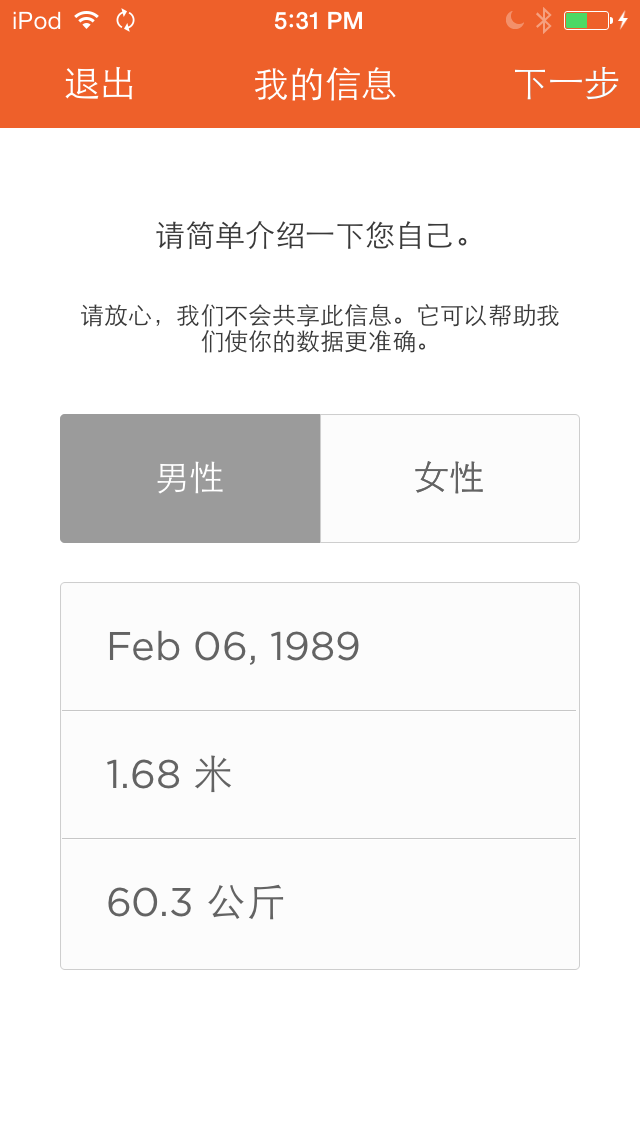 iPod 5:31 PM
退出 我的信息 下一步
请简单介绍一下您自己。
请放心，我们不会共享此信息。它可以帮助我
们使你的数据更准确。
男性 女性
Feb 06, 1989
1.68 米
60.3 公斤